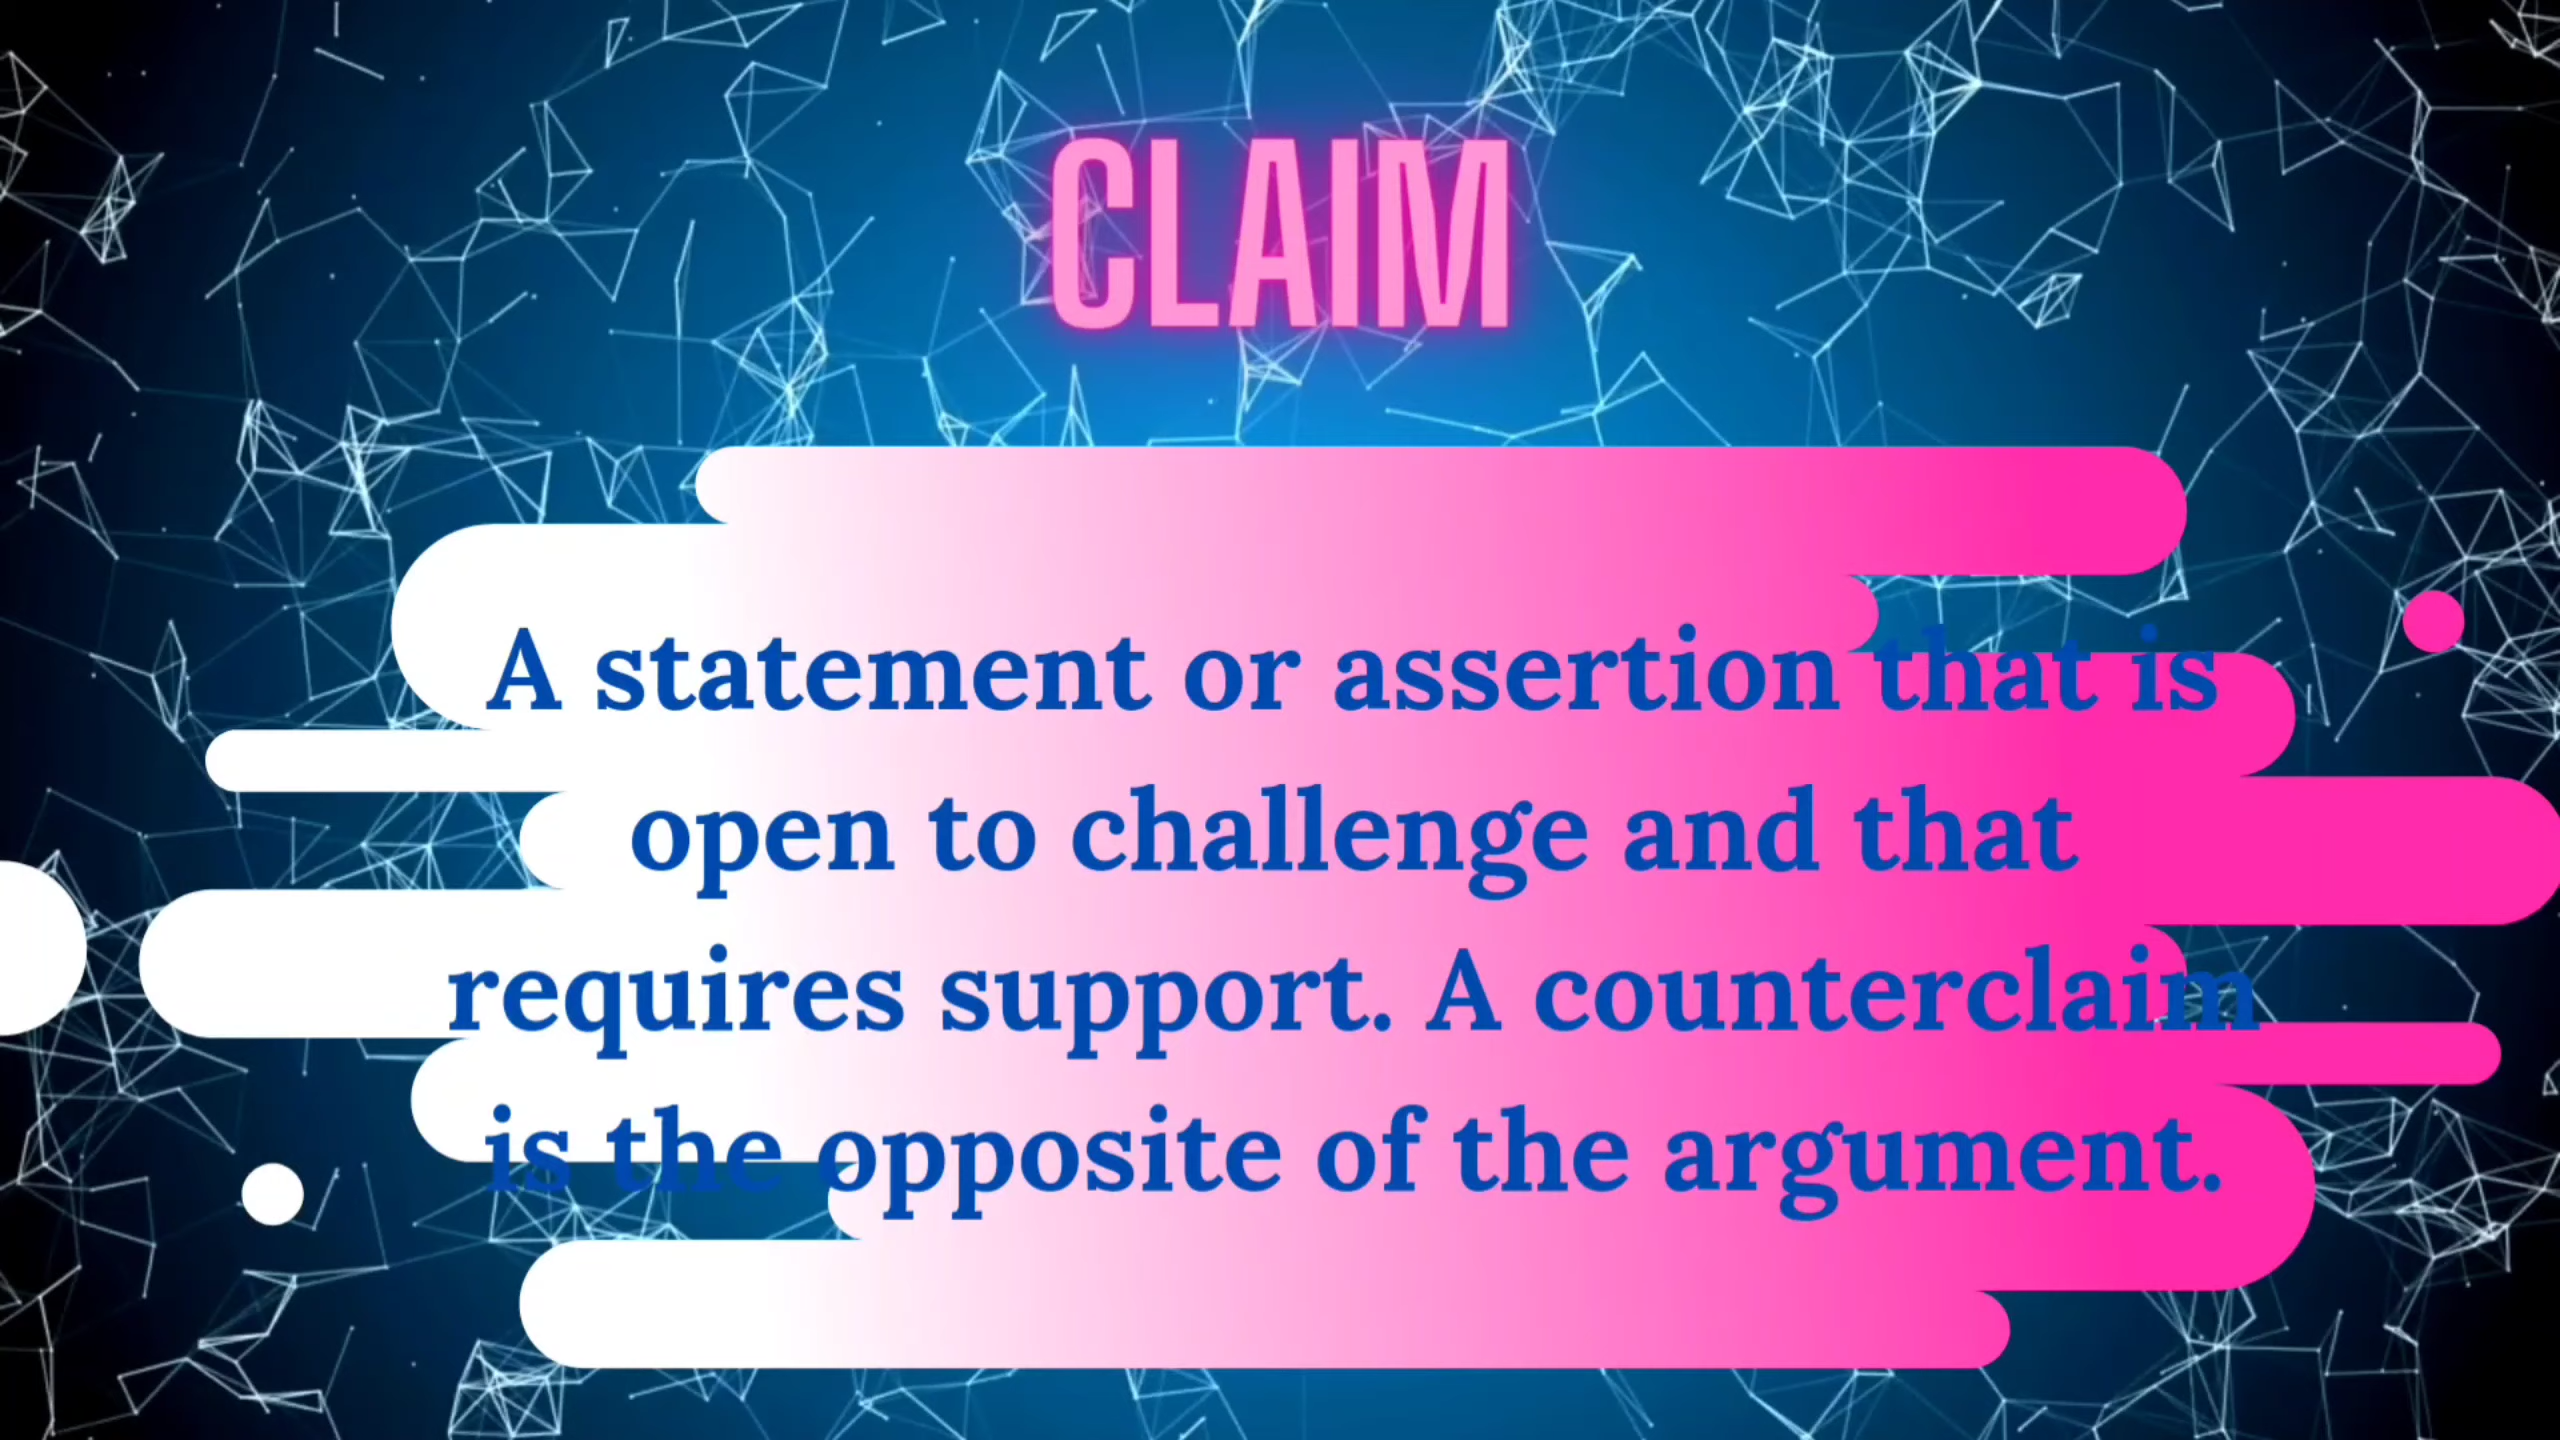 CLAIM
A statement or assertion that is
open to challenge and that
requires support. A counterclaim
is the opposite of the argument.